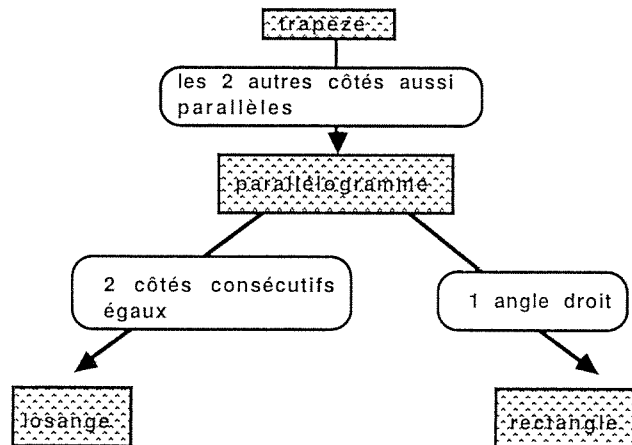 trapèze
les 2 autres côtés aussi
parallèles
parallélogramme
2 côtés consécutifs
égaux
1 angle droit
losange
rectangle